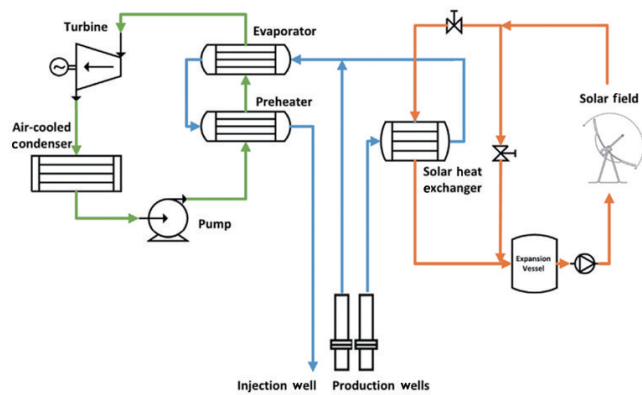 Turbine
Evaporator
Preheater
Air-cooled
condenser
Pump
Solar field
Solar heat
exchanger
Expansion
Vessel
Injection well
Production wells